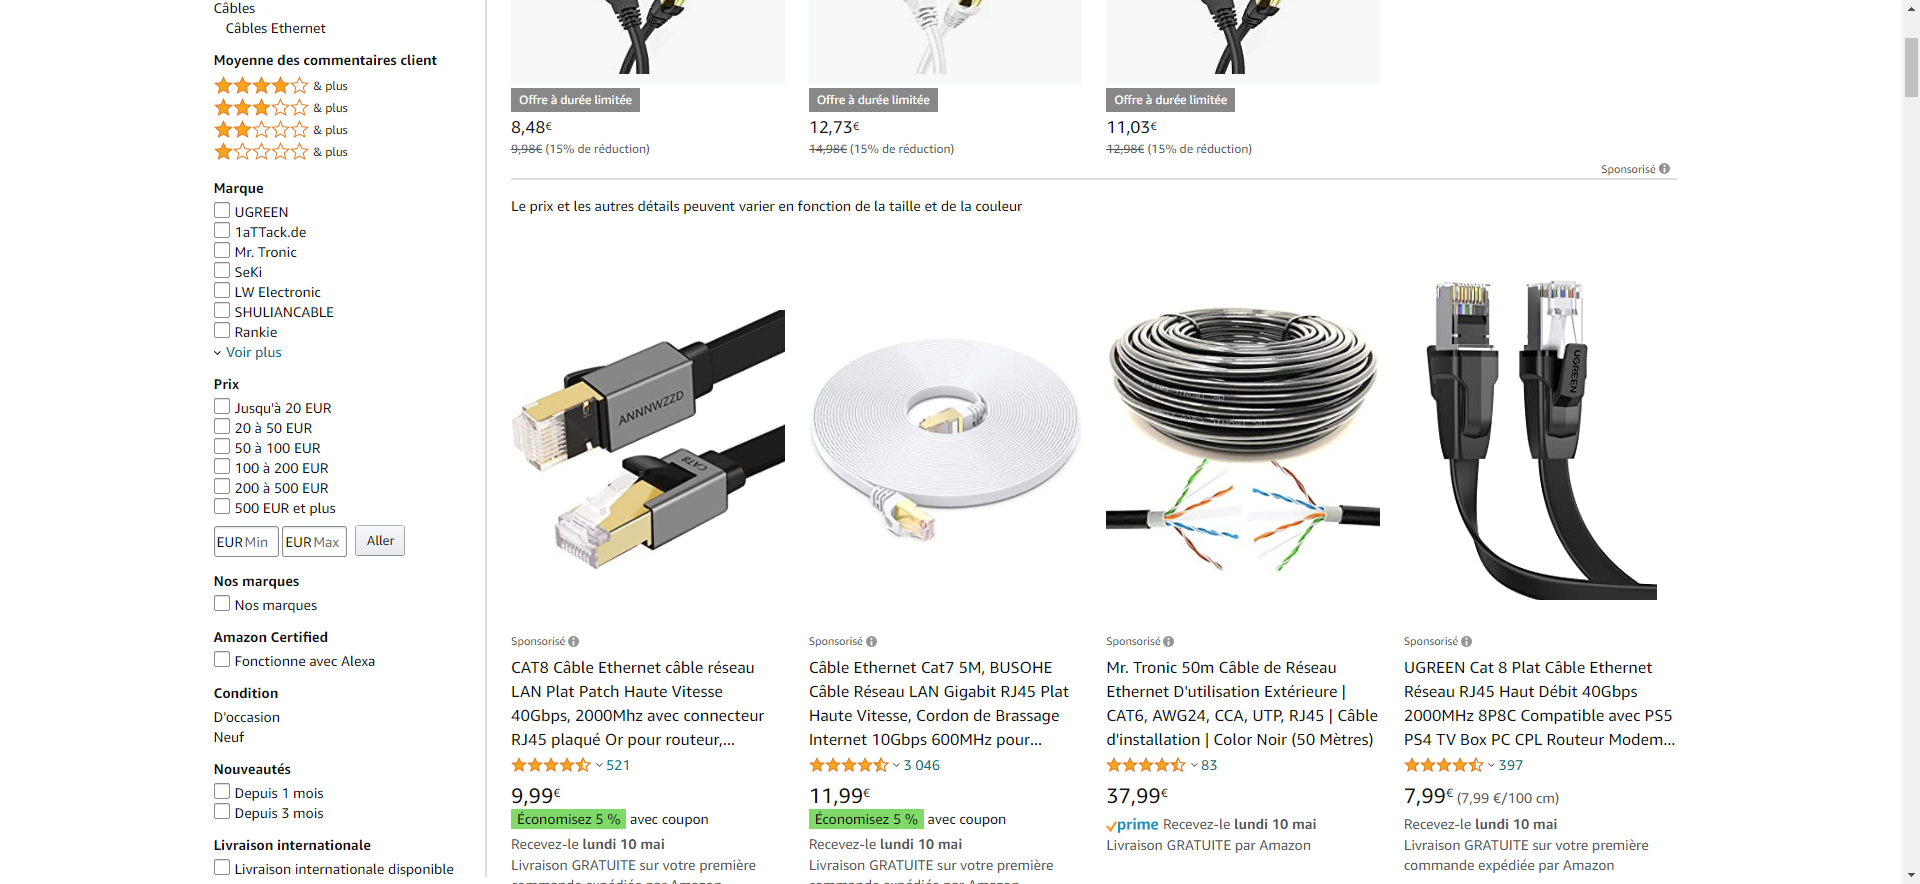 Câbles
Câbles Ethernet
Moyenne des commentaires client
& plus
& plus
& plus
& plus
Marque
UGREEN
1aTTack.de
Mr. Tronic
SeKi
LW Electronic
SHULIANCABLE
Rankie
Voir plus
Prix
Jusqu'à 20 EUR
20 à 50 EUR
50 à 100 EUR
100 à 200 EUR
200 à 500 EUR
500 EUR et plus
EUR Min EUR Max Aller
Nos marques
Nos marques
Amazon Certified
Fonctionne avec Alexa
Condition
D'occasion
Neuf
Nouveautés
Depuis 1 mois
Depuis 3 mois
Livraison internationale
Livraison internationale disponible
Offre à durée limitée
8,48€
9,98€ (15% de réduction)
Offre à durée limitée
12,73€
14,98€ (15% de réduction)
Offre à durée limitée
11,03€
12,98€ (15% de réduction)
Sponsorisé
Le prix et les autres détails peuvent varier en fonction de la taille et de la couleur
ANNNWZZD
CAT8
Sponsorisé
CAT8 Câble Ethernet câble réseau
LAN Plat Patch Haute Vitesse
40Gbps, 2000Mhz avec connecteur
RJ45 plaqué Or pour routeur,...
521
9,99€
Économisez 5 % avec coupon
Recevez-le lundi 10 mai
Livraison GRATUITE sur votre première
commande expédiée par Amazon
Sponsorisé
Câble Ethernet Cat7 5M, BUSOHE
Câble Réseau LAN Gigabit RJ45 Plat
Haute Vitesse, Cordon de Brassage
Internet 10Gbps 600MHz pour...
3 046
11,99€
Économisez 5 % avec coupon
Recevez-le lundi 10 mai
Livraison GRATUITE sur votre première
commande expédiée par Amazon
Sponsorisé
Mr. Tronic 50m Câble de Réseau
Ethernet D'utilisation Extérieure |
CAT6, AWG24, CCA, UTP, RJ45 | Câble
d'installation | Color Noir (50 Mètres)
83
37,99€
prime Recevez-le lundi 10 mai
Livraison GRATUITE par Amazon
UGREEN
Sponsorisé
UGREEN Cat 8 Plat Câble Ethernet
Réseau RJ45 Haut Débit 40Gbps
2000MHz 8P8C Compatible avec PS5
PS4 TV Box PC CPL Routeur Modem...
397
7,99€ (7,99 €/100 cm)
Recevez-le lundi 10 mai
Livraison GRATUITE sur votre première
commande expédiée par Amazon